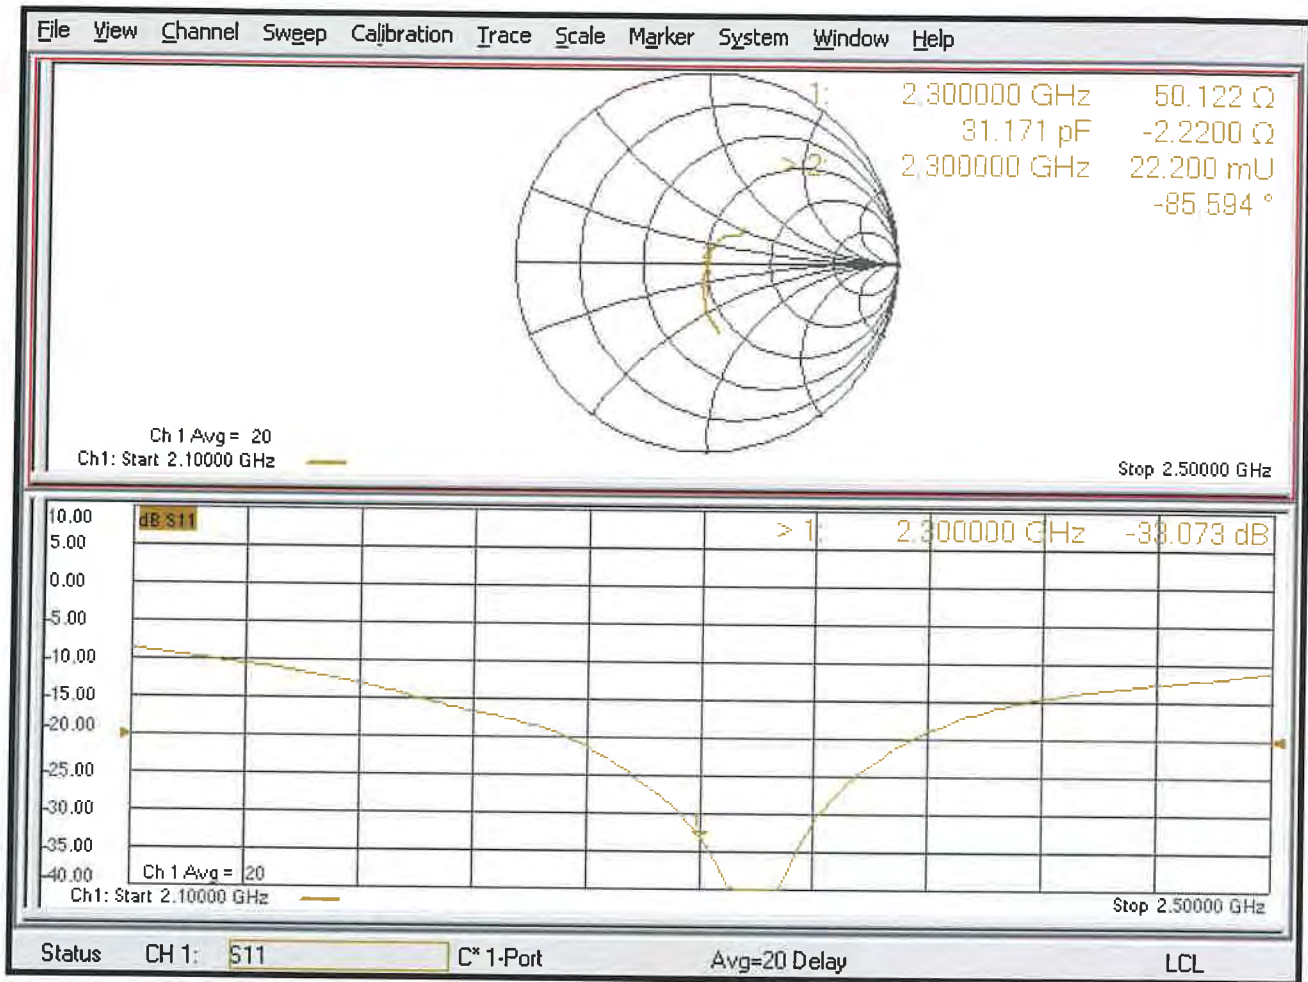 File View Channel Sweep Calibration Trace Scale Marker System Window Help
1: 2.300000 GHz 50.122 Ω
31.171 pF -2.2200 Ω
> 2: 2.300000 GHz 22.200 mU
-85.594 °
Ch 1 Avg = 20
Ch1: Start 2.10000 GHz
Stop 2.50000 GHz
10.00
dB S11
> 1: 2.300000 GHz -33.073 dB
5.00
0.00
-5.00
-10.00
-15.00
-20.00
-25.00
-30.00
1
-35.00
-40.00
Ch 1 Avg = 20
Ch1: Start 2.10000 GHz
Stop 2.50000 GHz
Status CH 1: S11 C* 1-Port Avg=20 Delay LCL